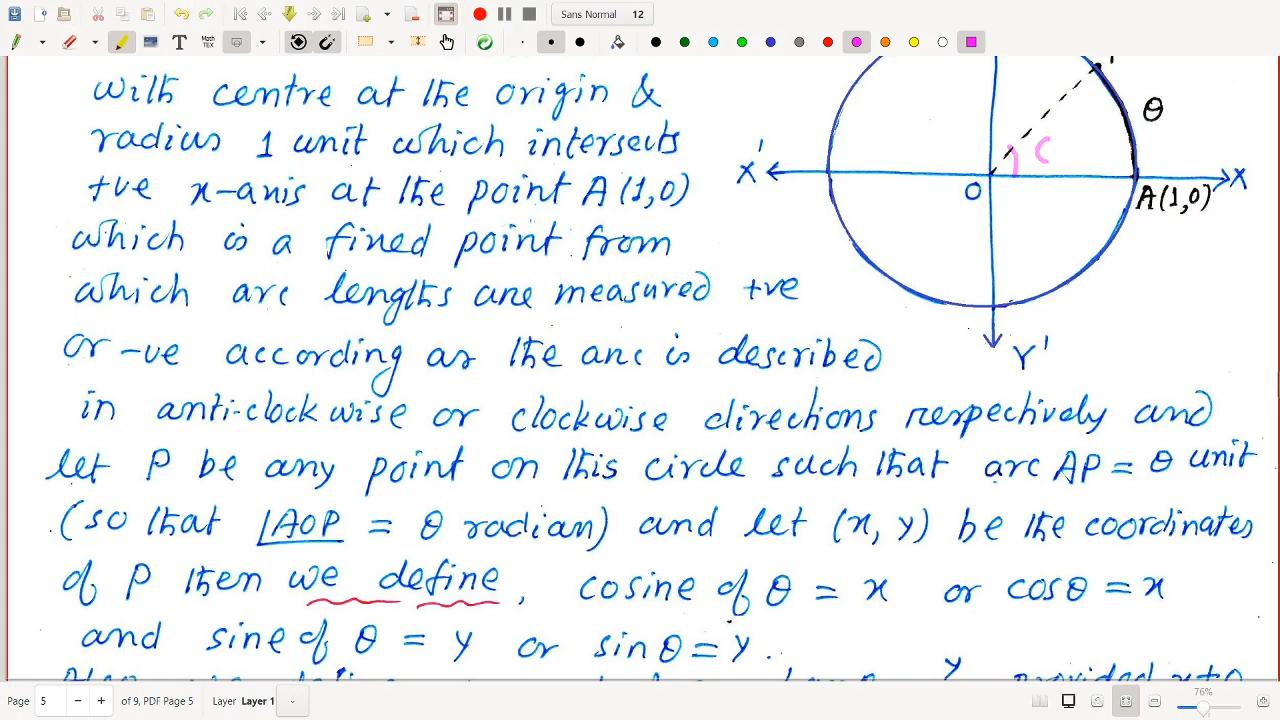 Sans Normal 12
with centre at the origin &
radius 1 unit which intersects
+ve x-axis at the point A(1,0)
which is a fined point from
which arc lengths are measured +ve
or -ve according as the arc is described
in anti-clockwise or clockwise directions respectively and
let P be any point on this circle such that arc AP = θ unit
(so that ∠AOP = θ radian) and let (x, y) be the coordinates
of P then we define, cosine of θ = x or cosθ = x
and sine of θ = y or sinθ = y.
θ
X'
O
A(1,0)
X
Y'
Page 5 of 9, PDF Page 5 Layer Layer 1
76%